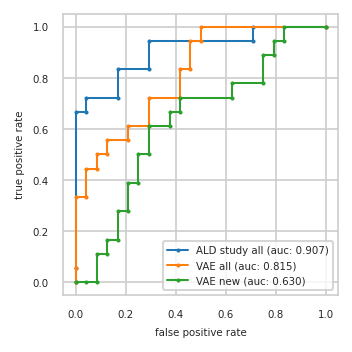 1.0
0.8
0.6
0.4
0.2
0.0
true positive rate
ALD study all (auc: 0.907)
VAE all (auc: 0.815)
VAE new (auc: 0.630)
0.0 0.2 0.4 0.6 0.8 1.0
false positive rate